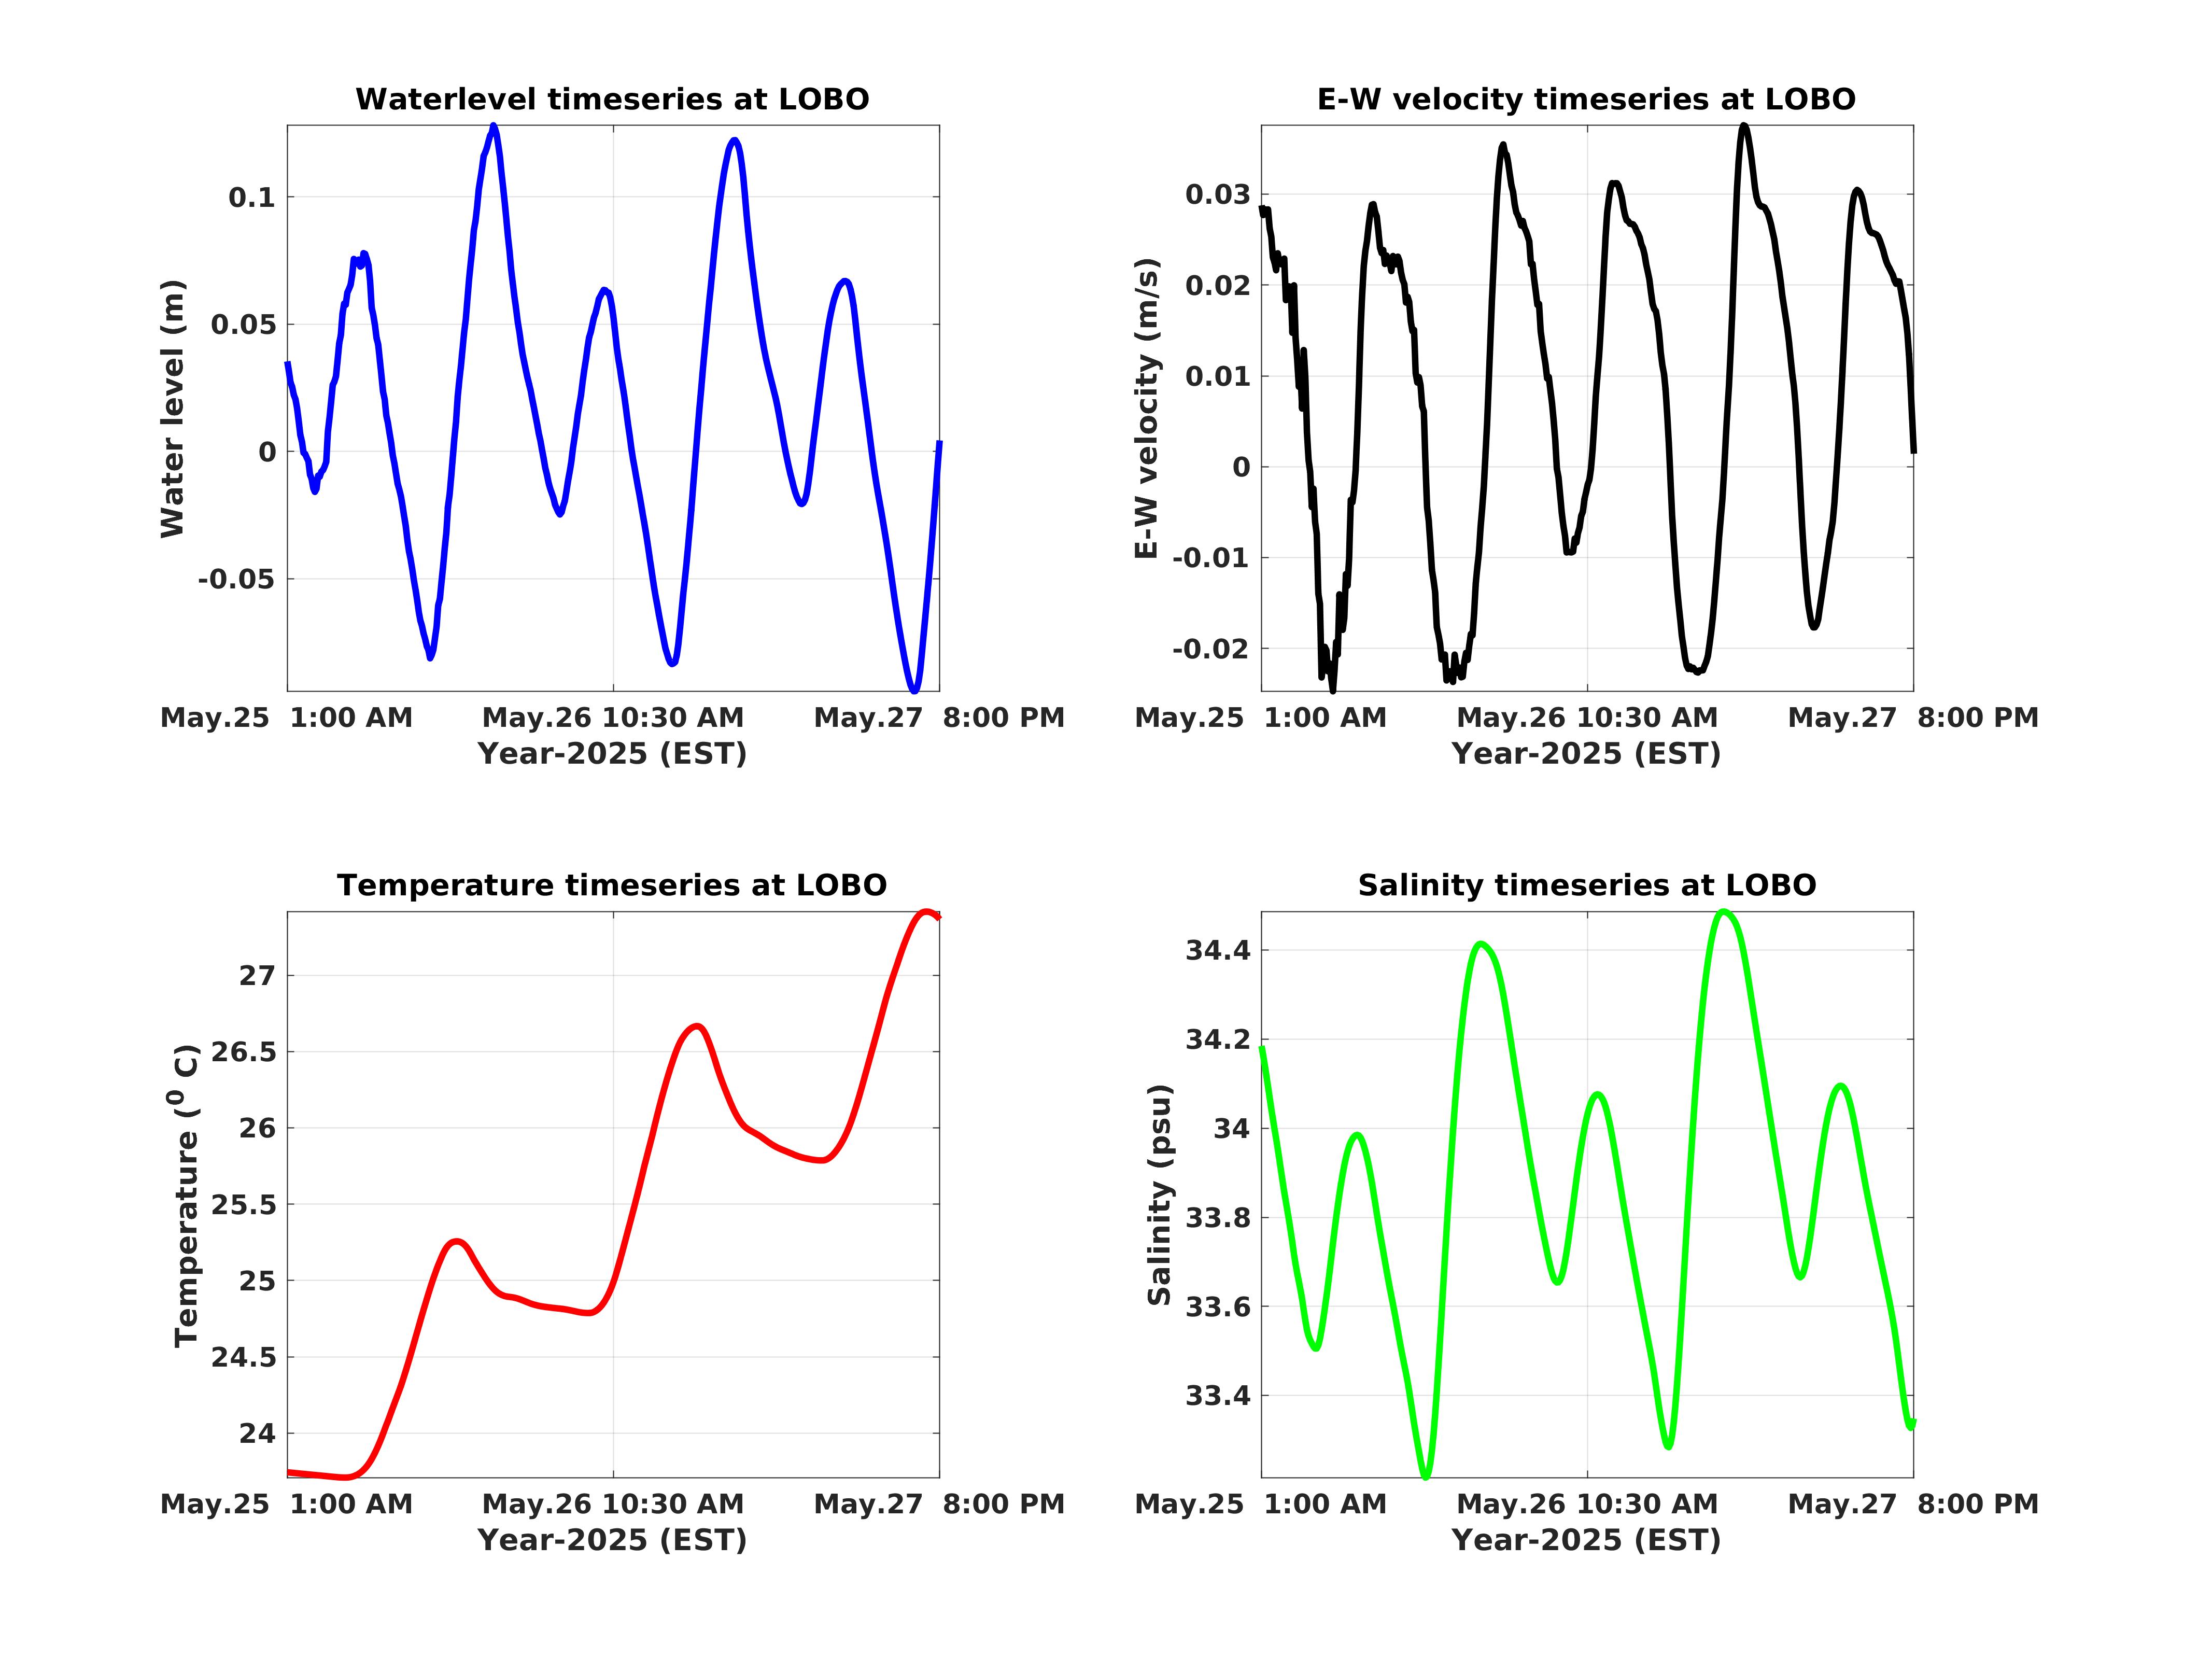 Waterlevel timeseries at LOBO
Water level (m)
0.1
0.05
0
-0.05
May.25 1:00 AM May.26 10:30 AM May.27 8:00 PM
Year-2025 (EST)
E-W velocity timeseries at LOBO
E-W velocity (m/s)
0.03
0.02
0.01
0
-0.01
-0.02
May.25 1:00 AM May.26 10:30 AM May.27 8:00 PM
Year-2025 (EST)
Temperature timeseries at LOBO
Temperature (⁰ C)
27
26.5
26
25.5
25
24.5
24
May.25 1:00 AM May.26 10:30 AM May.27 8:00 PM
Year-2025 (EST)
Salinity timeseries at LOBO
Salinity (psu)
34.4
34.2
34
33.8
33.6
33.4
May.25 1:00 AM May.26 10:30 AM May.27 8:00 PM
Year-2025 (EST)